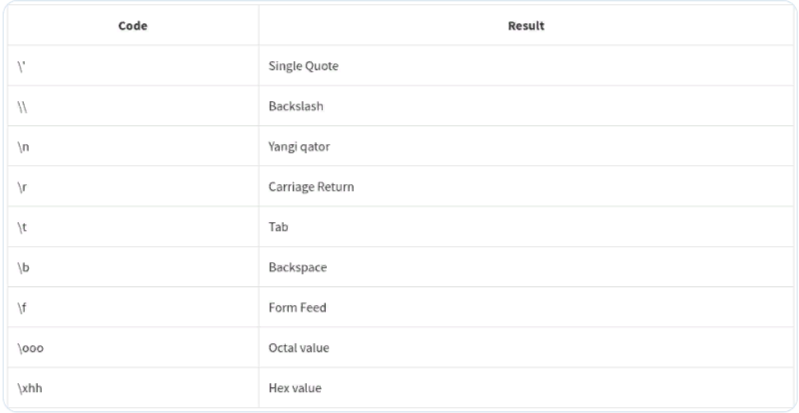 Code Result
\' Single Quote
\\ Backslash
\n Yangi qator
\r Carriage Return
\t Tab
\b Backspace
\f Form Feed
\ooo Octal value
\xhh Hex value